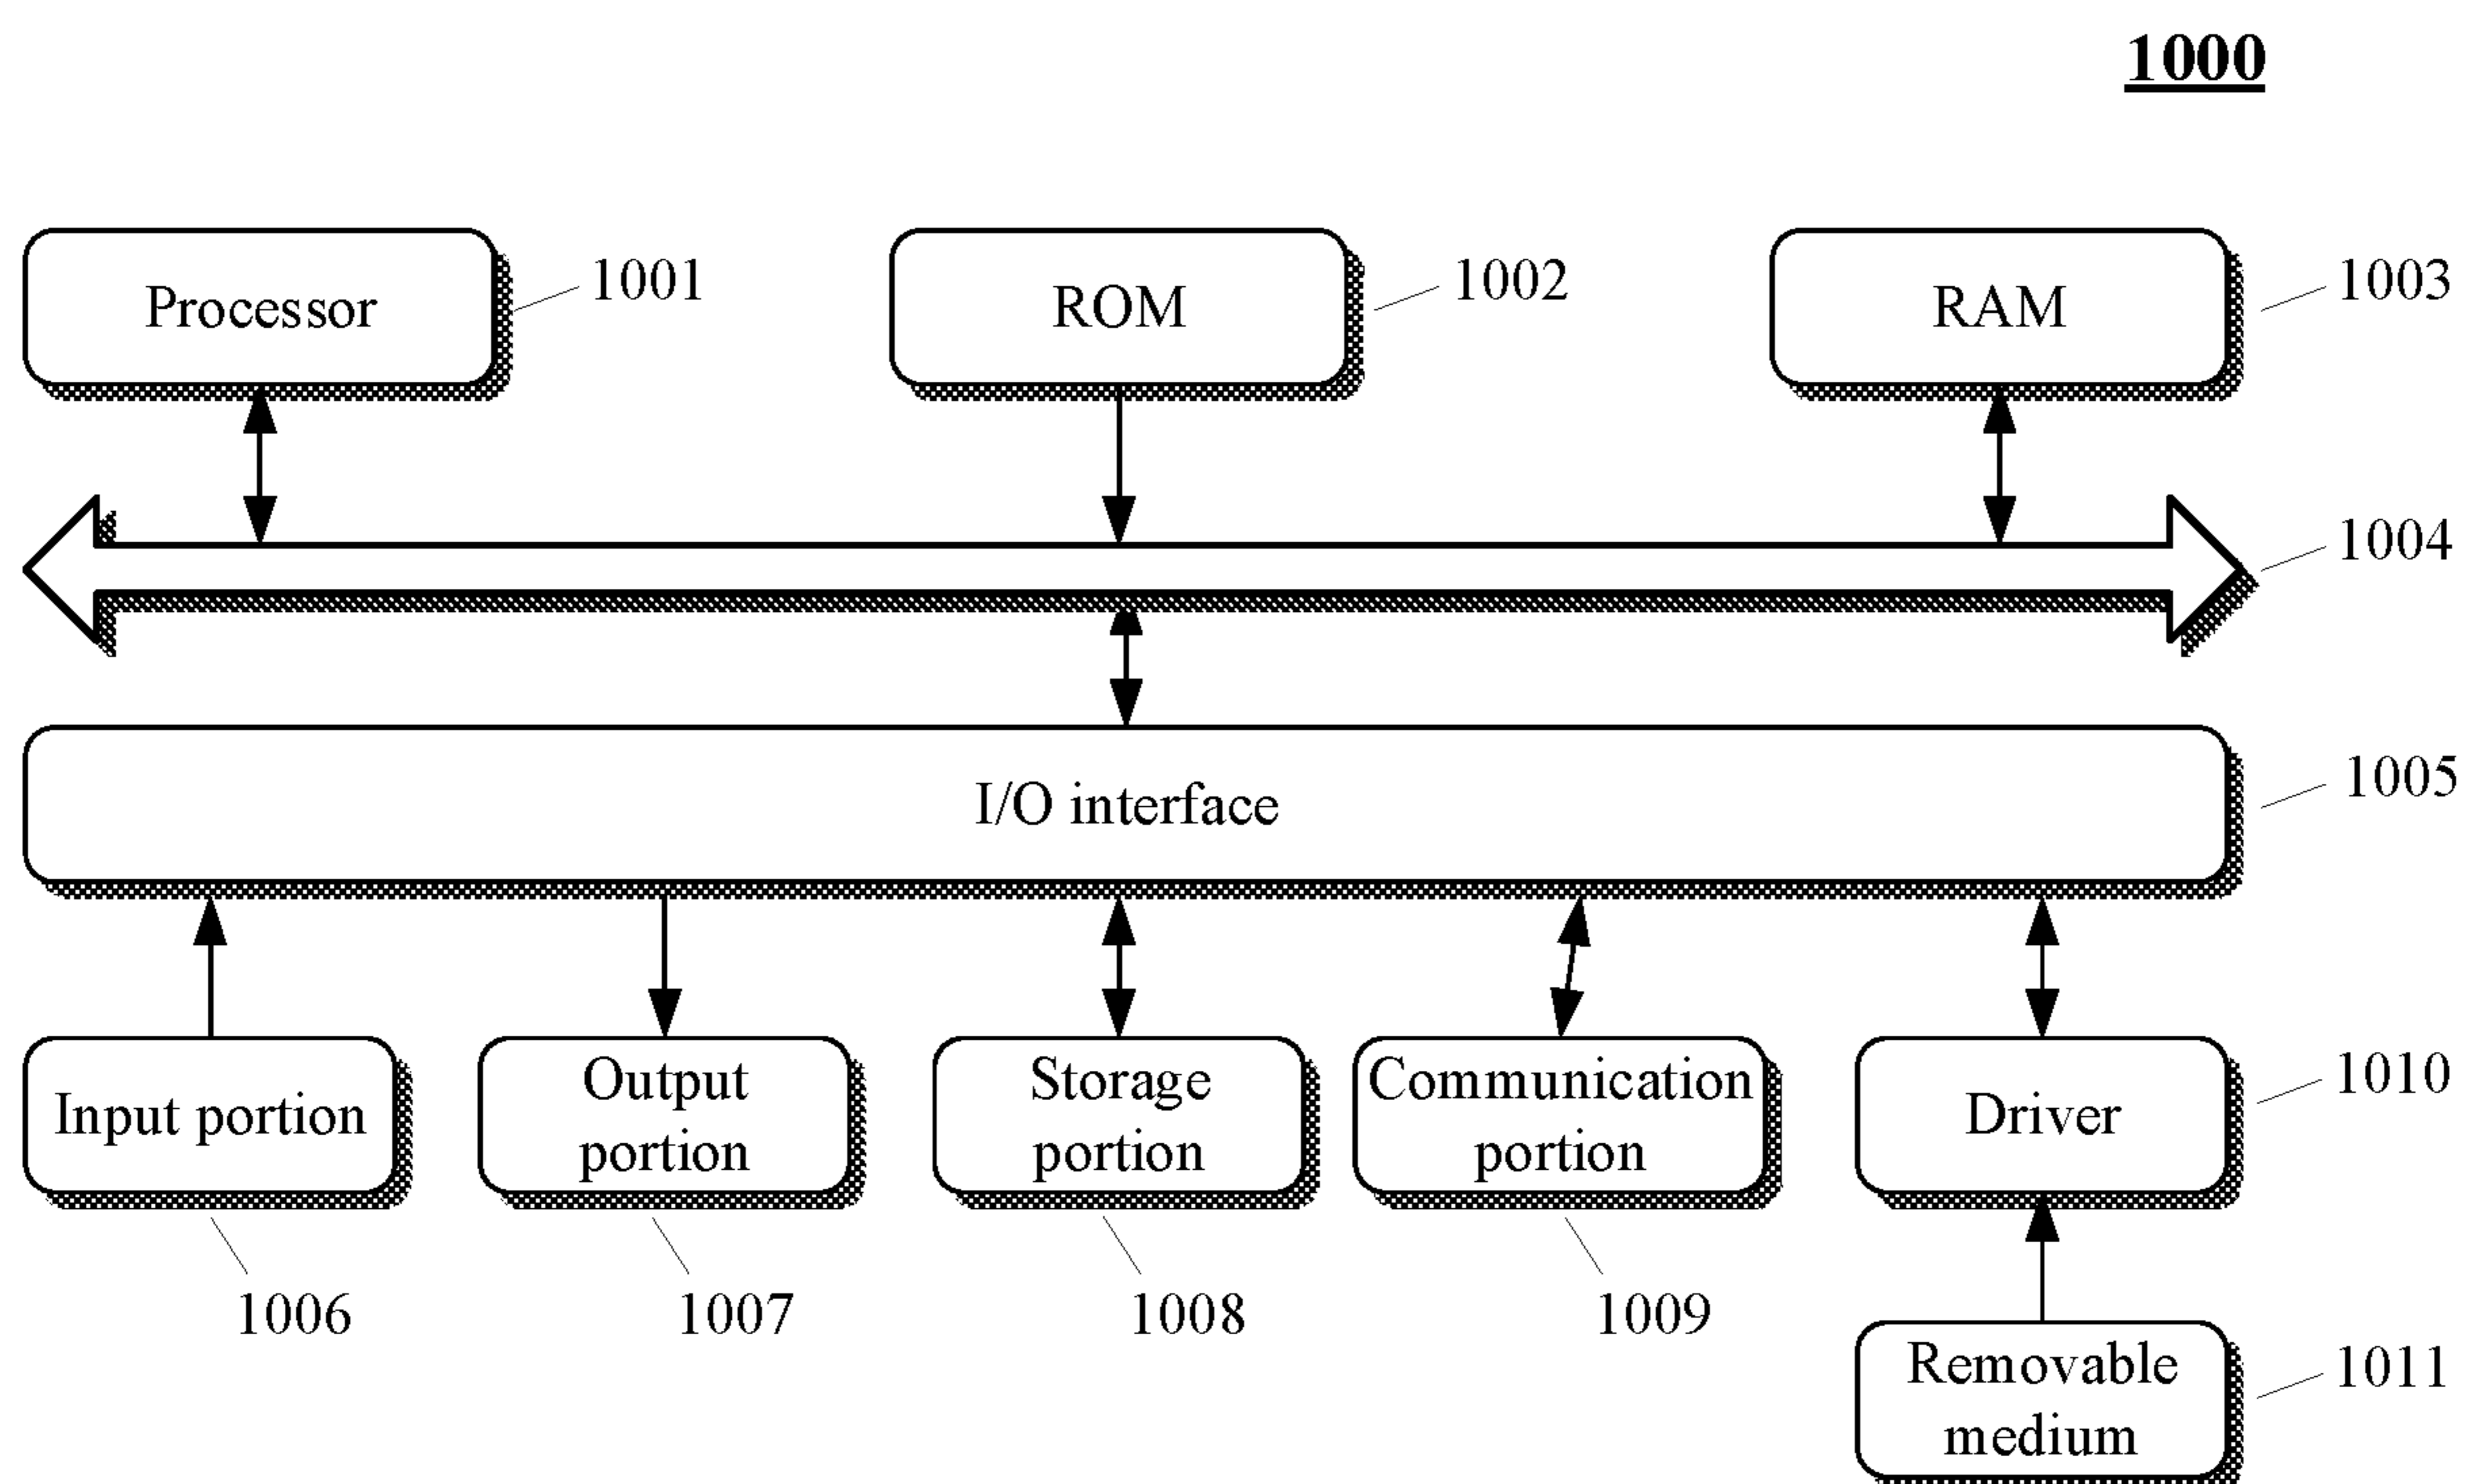 1000
Processor
1001
ROM
1002
RAM
1003
1004
I/O interface
1005
Input portion
Output
portion
Storage
portion
Communication
portion
Driver
1010
1006
1007
1008
1009
Removable
medium
1011